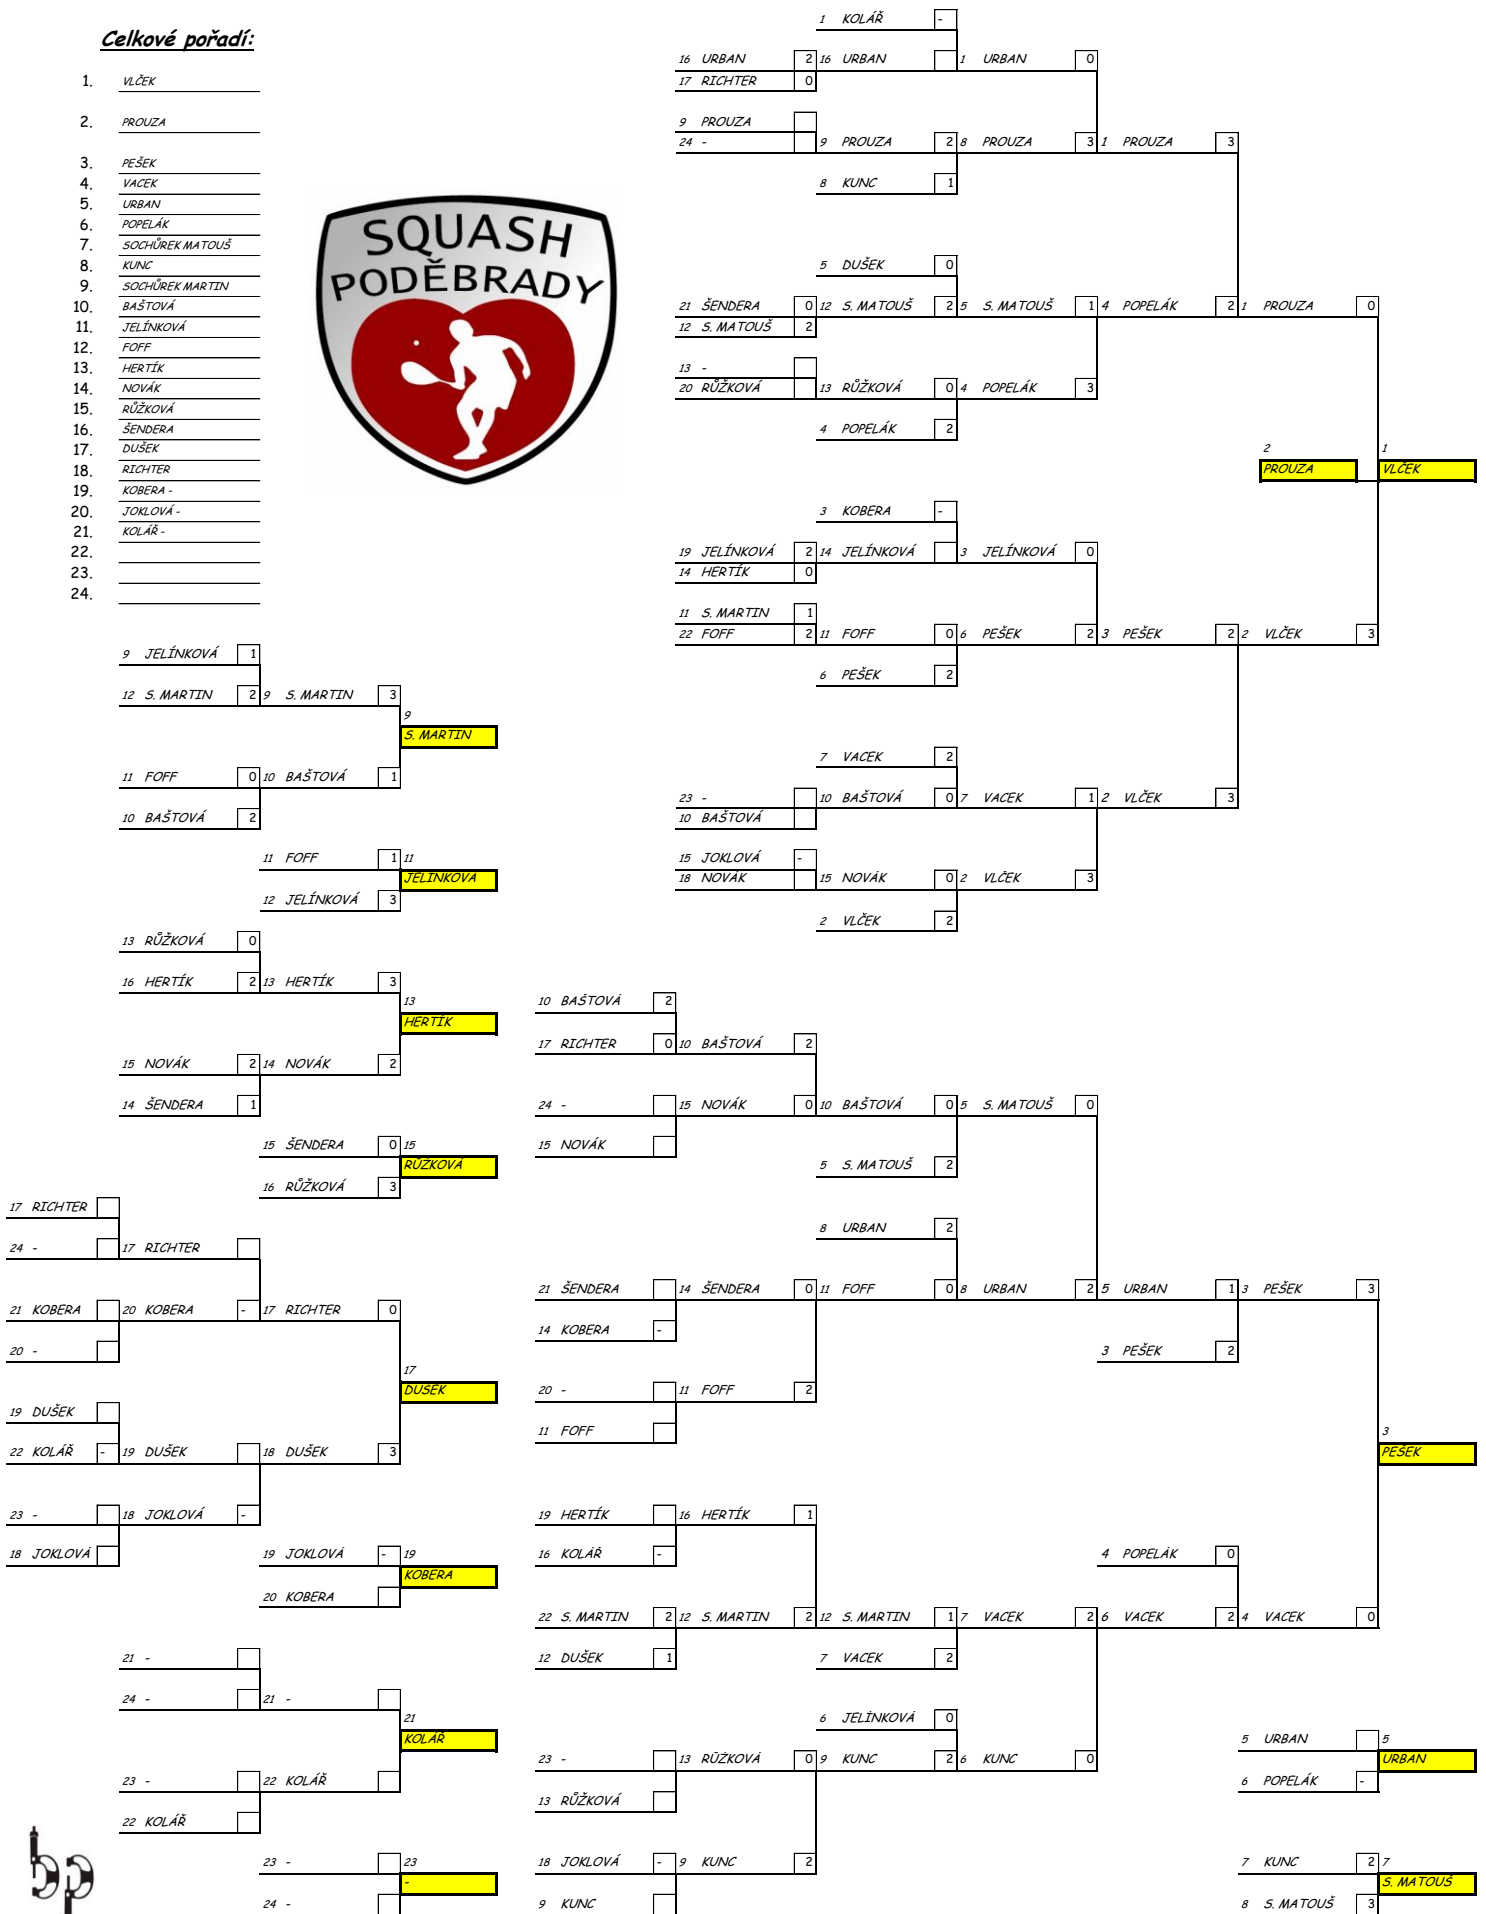 Celkové pořadí:
1. VLČEK
2. PROUZA
3. PEŠEK
4. VACEK
5. URBAN
6. POPELÁK
7. SOCHŮREK MATOUŠ
8. KUNC
9. SOCHŮREK MARTIN
10. BAŠTOVÁ
11. JELÍNKOVÁ
12. FOFF
13. HERTÍK
14. NOVÁK
15. RŮŽKOVÁ
16. ŠENDERA
17. DUŠEK
18. RICHTER
19. KOBERA -
20. JOKLOVÁ -
21. KOLÁŘ -
22.
23.
24.
SQUASH
PODĚBRADY
1 KOLÁŘ -
16 URBAN 2 16 URBAN 1 URBAN 0
17 RICHTER 0
9 PROUZA
24 - 9 PROUZA 2 8 PROUZA 3 1 PROUZA 3
8 KUNC 1
5 DUŠEK 0
21 ŠENDERA 0 12 S. MATOUŠ 2 5 S. MATOUŠ 1 4 POPELÁK 2 1 PROUZA 0
12 S. MATOUŠ 2
13 -
20 RŮŽKOVÁ 13 RŮŽKOVÁ 0 4 POPELÁK 3
4 POPELÁK 2
2 1
PROUZA VLČEK
3 KOBERA -
19 JELÍNKOVÁ 2 14 JELÍNKOVÁ 3 JELÍNKOVÁ 0
14 HERTÍK 0
11 S. MARTIN 1
22 FOFF 2 11 FOFF 0 6 PEŠEK 2 3 PEŠEK 2 2 VLČEK 3
6 PEŠEK 2
7 VACEK 2
23 - 10 BAŠTOVÁ 0 7 VACEK 1 2 VLČEK 3
10 BAŠTOVÁ
15 JOKLOVÁ -
18 NOVÁK 15 NOVÁK 0 2 VLČEK 3
2 VLČEK 2
9 JELÍNKOVÁ 1
12 S. MARTIN 2 9 S. MARTIN 3
9
S. MARTIN
11 FOFF 0 10 BAŠTOVÁ 1
10 BAŠTOVÁ 2
11 FOFF 1 11
JELÍNKOVÁ
12 JELÍNKOVÁ 3
13 RŮŽKOVÁ 0
16 HERTÍK 2 13 HERTÍK 3
13
HERTÍK
15 NOVÁK 2 14 NOVÁK 2
14 ŠENDERA 1
15 ŠENDERA 0 15
RŮŽKOVÁ
16 RŮŽKOVÁ 3
17 RICHTER
24 - 17 RICHTER
21 KOBERA 20 KOBERA - 17 RICHTER 0
20 -
17
DUŠEK
19 DUŠEK
22 KOLÁŘ - 19 DUŠEK 18 DUŠEK 3
23 - 18 JOKLOVÁ -
18 JOKLOVÁ 19 JOKLOVÁ - 19
KOBERA
20 KOBERA
21 -
24 - 21 -
21
KOLÁŘ
23 - 22 KOLÁŘ
22 KOLÁŘ
23 - 23
-
24 -
bp
10 BAŠTOVÁ 2
17 RICHTER 0 10 BAŠTOVÁ 2
24 - 15 NOVÁK 0 10 BAŠTOVÁ 0 5 S. MATOUŠ 0
15 NOVÁK 5 S. MATOUŠ 2
8 URBAN 2
21 ŠENDERA 14 ŠENDERA 0 11 FOFF 0 8 URBAN 2 5 URBAN 1 3 PEŠEK 3
14 KOBERA -
3 PEŠEK 2
20 - 11 FOFF 2
11 FOFF
3
PEŠEK
19 HERTÍK 16 HERTÍK 1
16 KOLÁŘ - 4 POPELÁK 0
22 S. MARTIN 2 12 S. MARTIN 2 12 S. MARTIN 1 7 VACEK 2 6 VACEK 2 4 VACEK 0
12 DUŠEK 1 7 VACEK 2
6 JELÍNKOVÁ 0
23 - 13 RŮŽKOVÁ 0 9 KUNC 2 6 KUNC 0
13 RŮŽKOVÁ
18 JOKLOVÁ - 9 KUNC 2
9 KUNC
5 URBAN 5
URBAN
6 POPELÁK -
7 KUNC 2 7
S. MATOUŠ
8 S. MATOUŠ 3